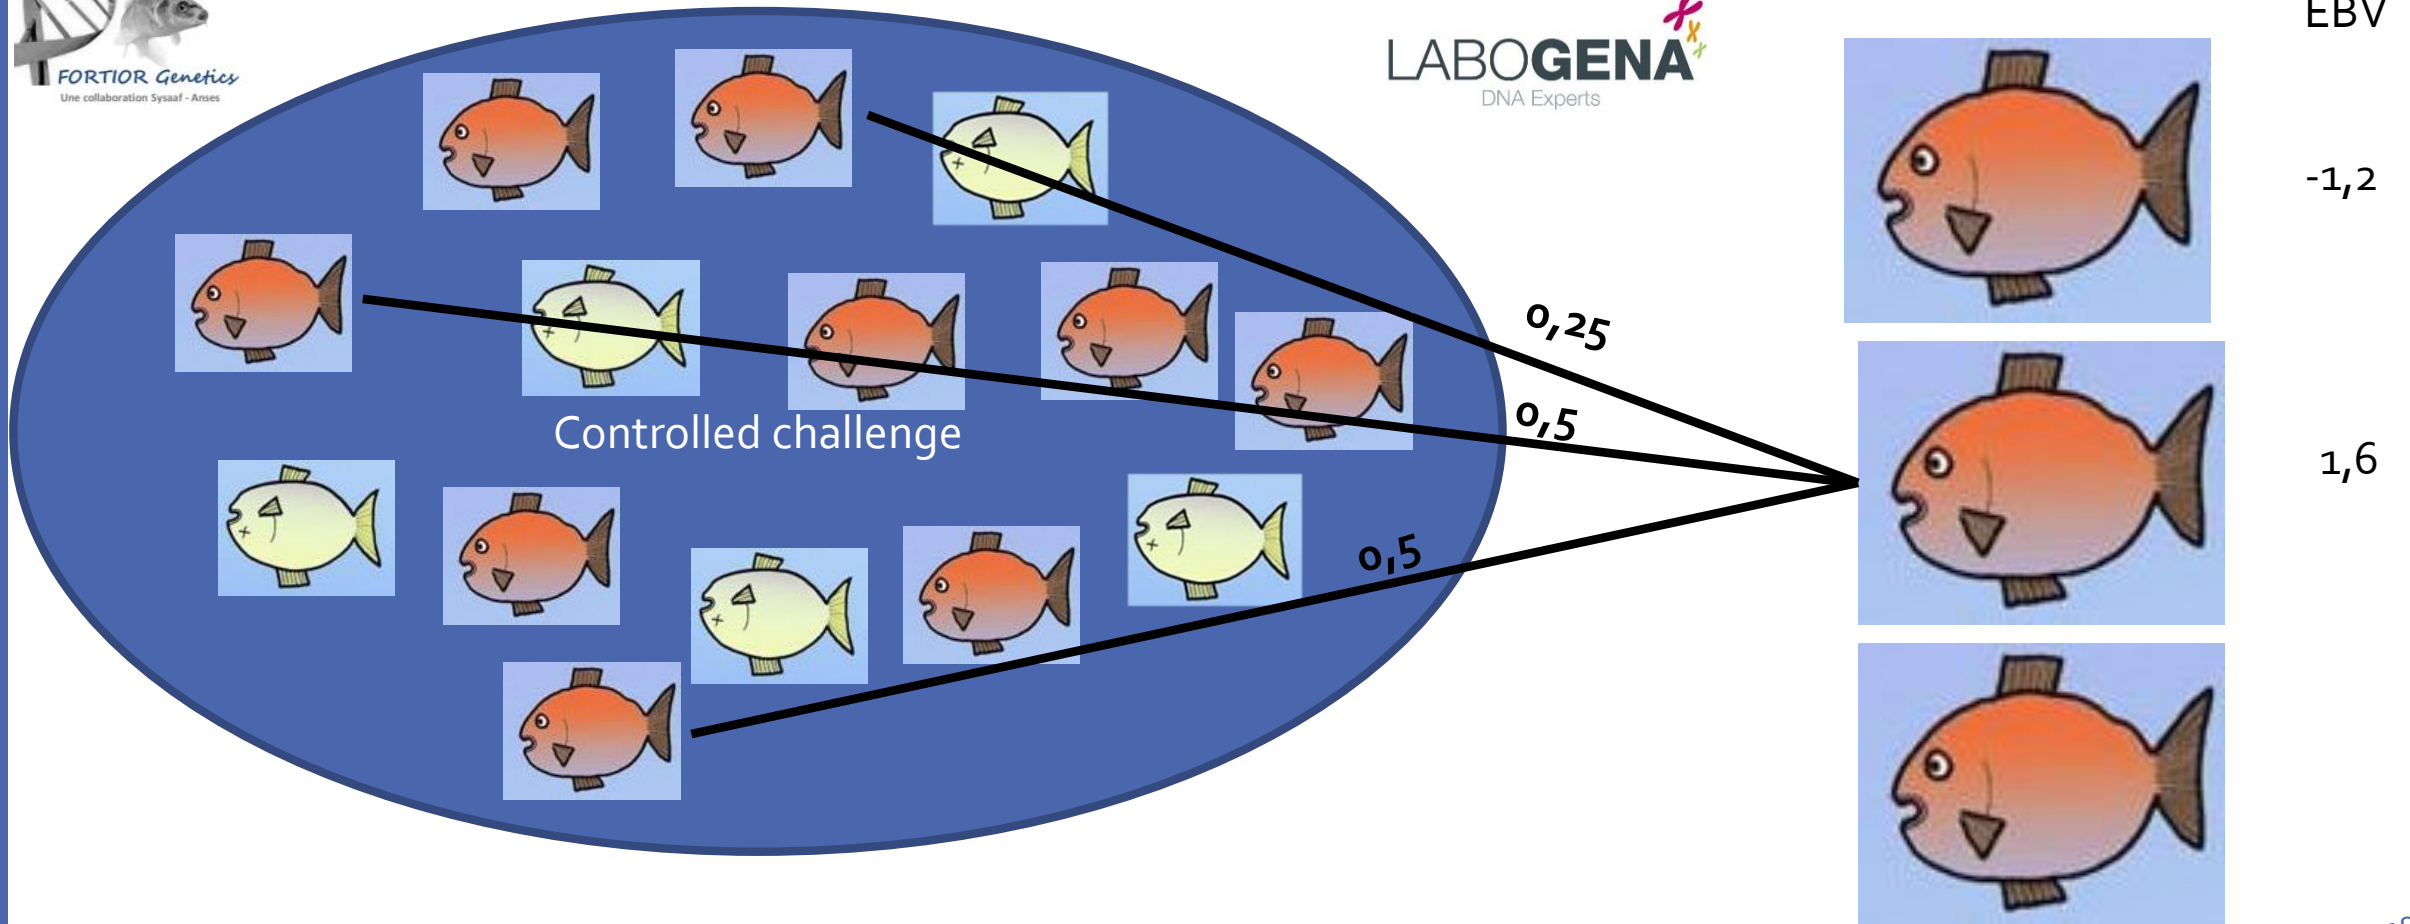 FORTIOR Genetics
Une collaboration Sysaaf - Anses
LABOGENA
DNA Experts
EBV
-1,2
0,25
0,5
Controlled challenge
1,6
0,5